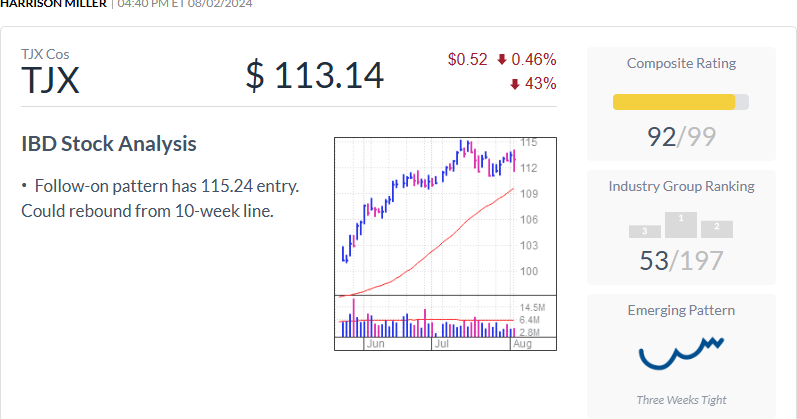 HARRISON MILLER | 04:40 PM ET 08/02/2024
TJX Cos
TJX
$ 113.14
$0.52 0.46%
43%
IBD Stock Analysis
• Follow-on pattern has 115.24 entry.
Could rebound from 10-week line.
115
112
109
106
103
100
14.5M
6.4M
2.8M
Jun Jul Aug
Composite Rating
92/99
Industry Group Ranking
3 1 2
53/197
Emerging Pattern
Three Weeks Tight